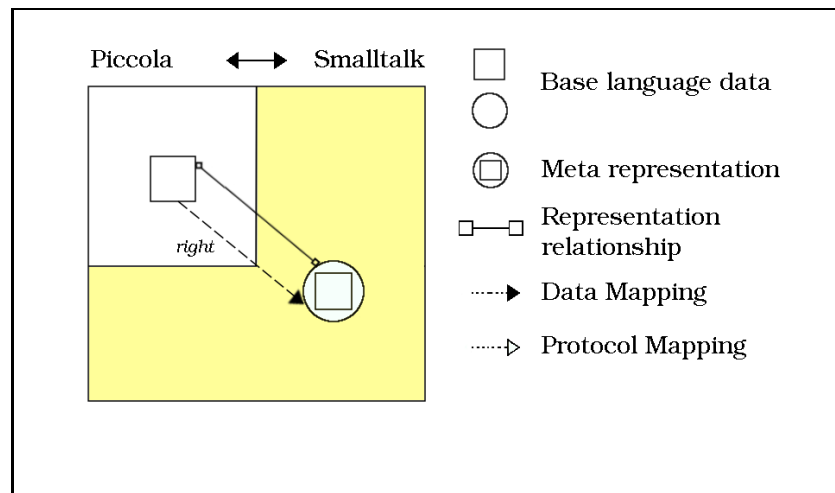 Piccola Smalltalk
right
Base language data
Meta representation
Representation
relationship
Data Mapping
Protocol Mapping